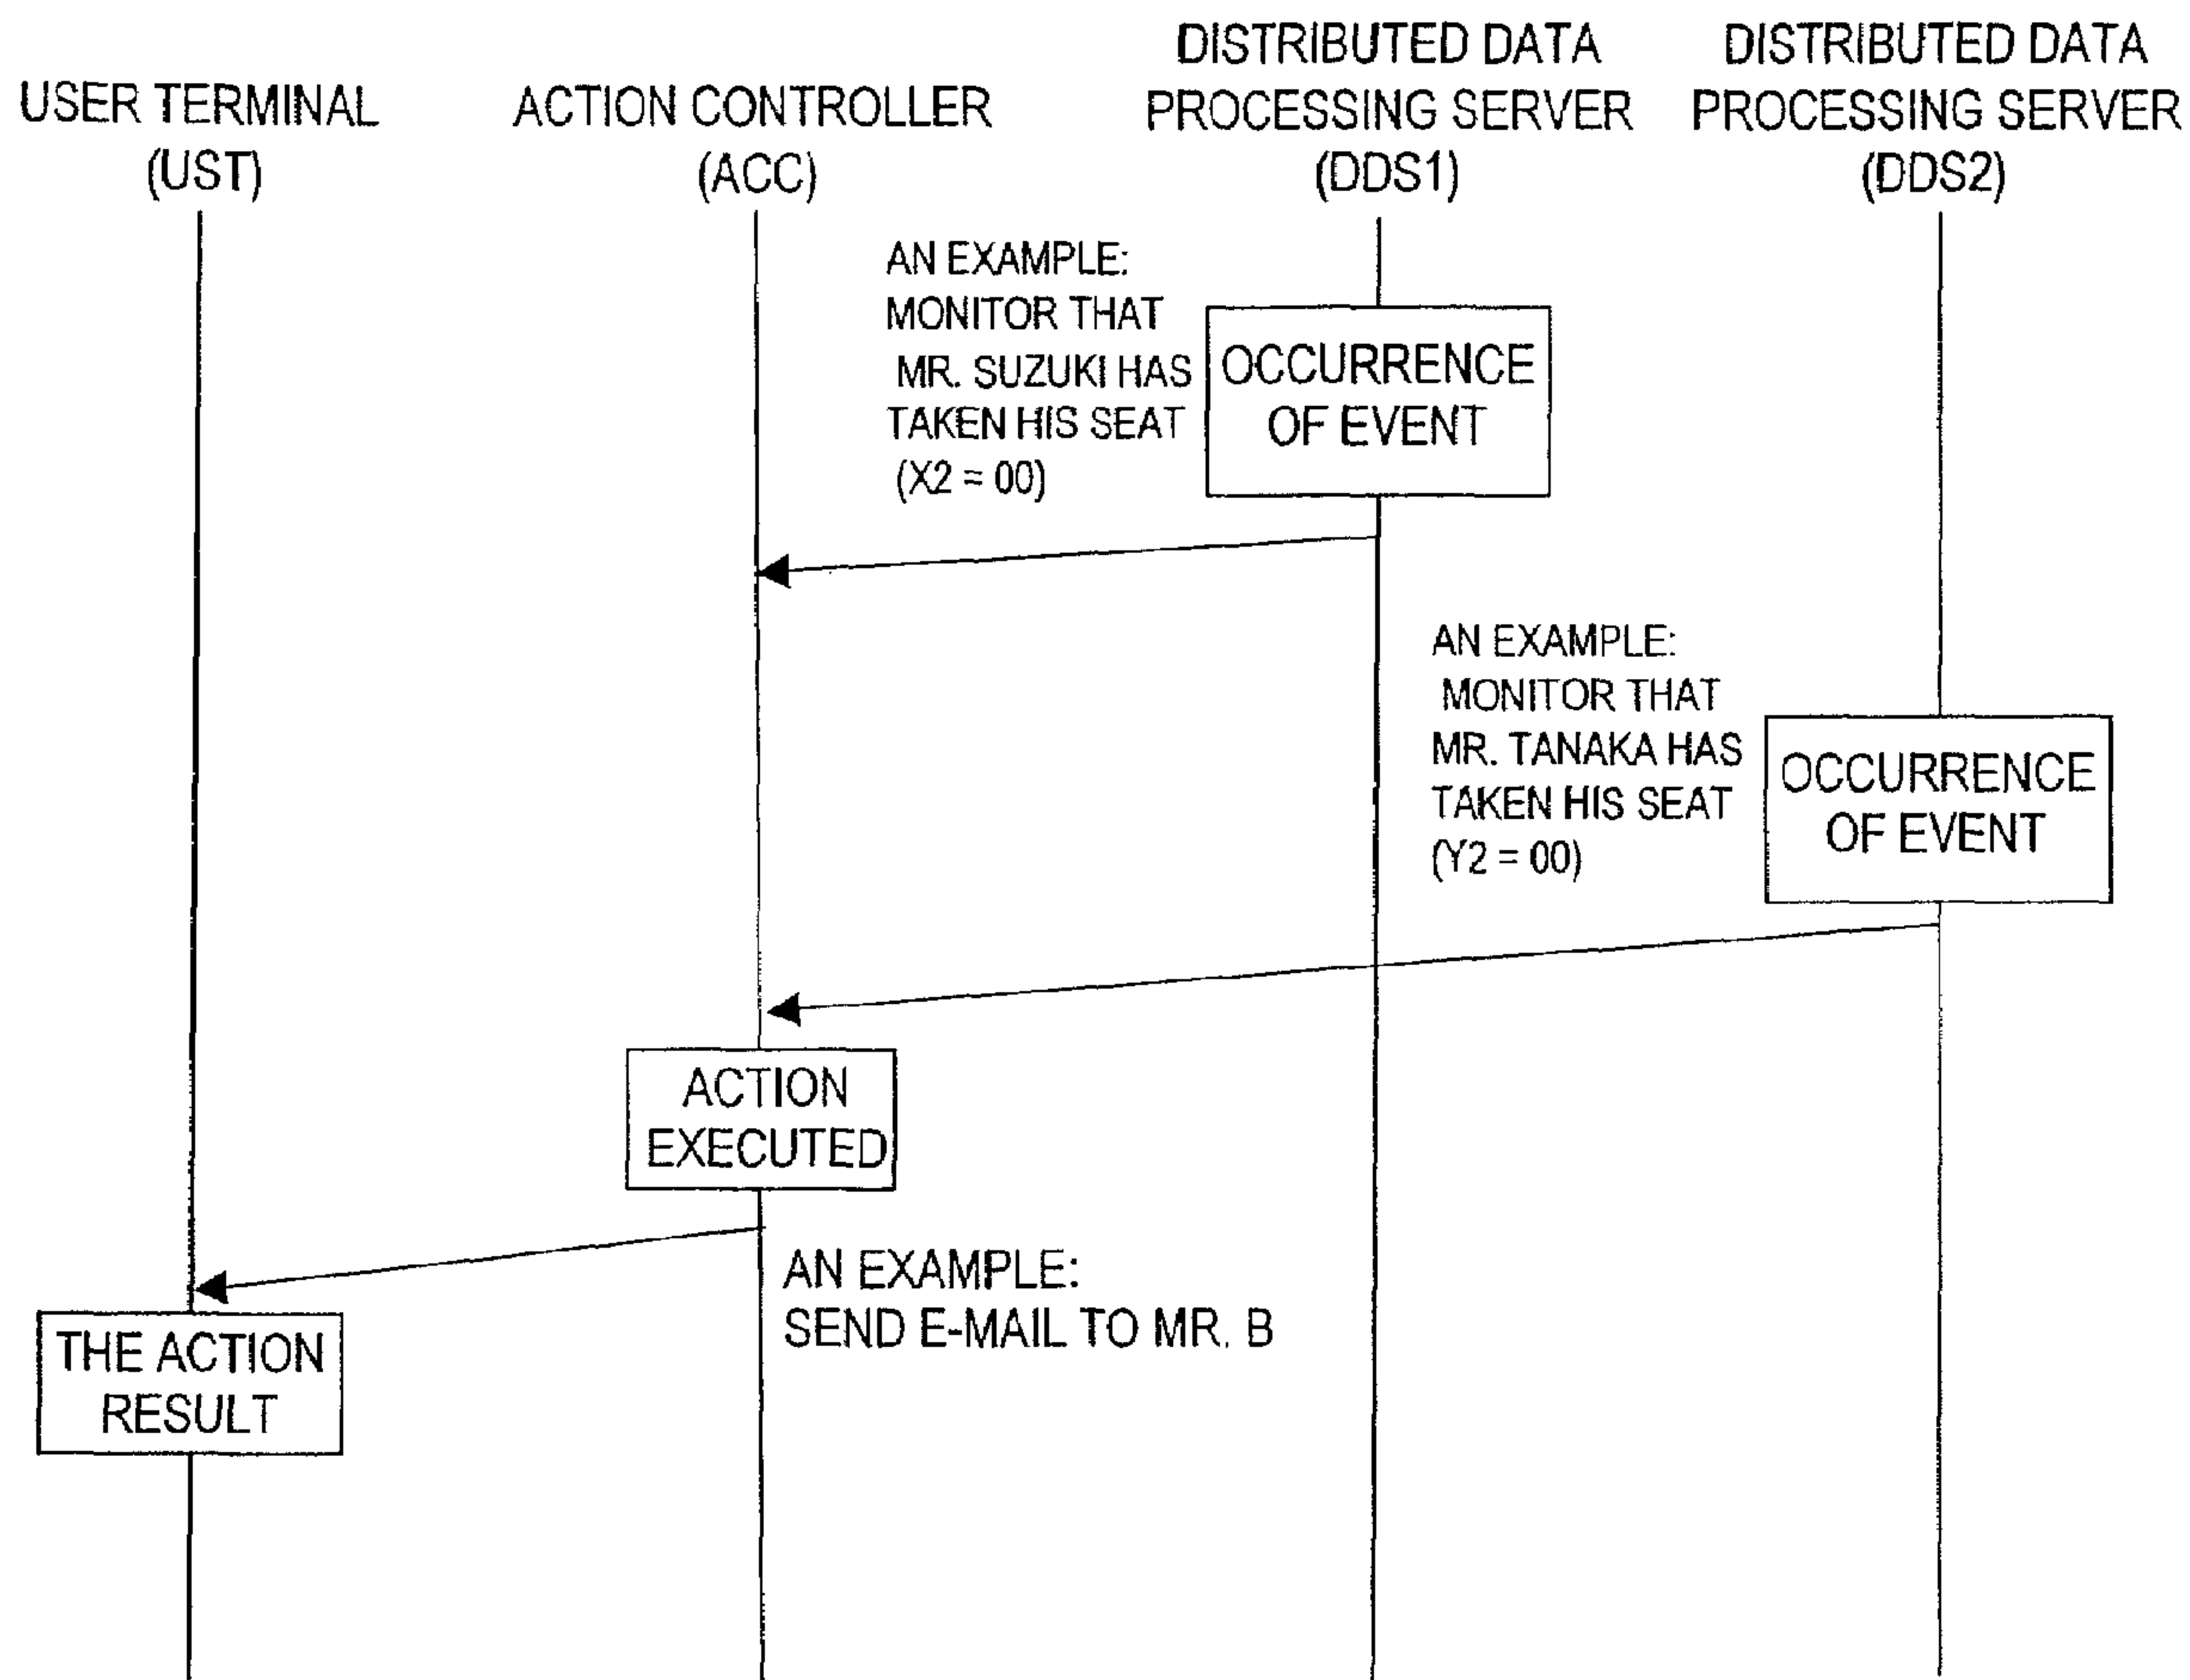 USER TERMINAL
(UST)
ACTION CONTROLLER
(ACC)
DISTRIBUTED DATA
PROCESSING SERVER
(DDS1)
DISTRIBUTED DATA
PROCESSING SERVER
(DDS2)
AN EXAMPLE:
MONITOR THAT
MR. SUZUKI HAS
TAKEN HIS SEAT
(X2 = 00)
OCCURRENCE
OF EVENT
AN EXAMPLE:
MONITOR THAT
MR. TANAKA HAS
TAKEN HIS SEAT
(Y2 = 00)
OCCURRENCE
OF EVENT
ACTION
EXECUTED
AN EXAMPLE:
SEND E-MAIL TO MR. B
THE ACTION
RESULT